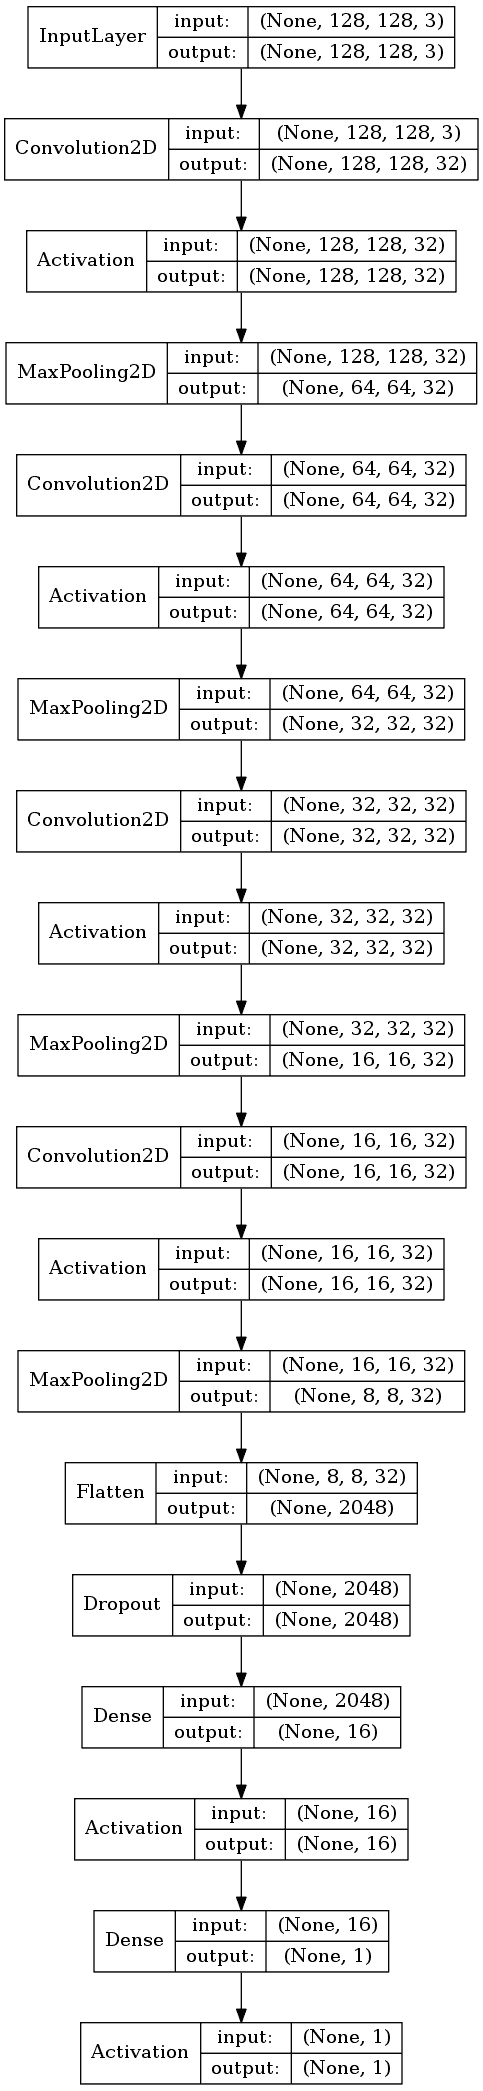 InputLayer input: (None, 128, 128, 3)
output: (None, 128, 128, 3)
Convolution2D input: (None, 128, 128, 3)
output: (None, 128, 128, 32)
Activation input: (None, 128, 128, 32)
output: (None, 128, 128, 32)
MaxPooling2D input: (None, 128, 128, 32)
output: (None, 64, 64, 32)
Convolution2D input: (None, 64, 64, 32)
output: (None, 64, 64, 32)
Activation input: (None, 64, 64, 32)
output: (None, 64, 64, 32)
MaxPooling2D input: (None, 64, 64, 32)
output: (None, 32, 32, 32)
Convolution2D input: (None, 32, 32, 32)
output: (None, 32, 32, 32)
Activation input: (None, 32, 32, 32)
output: (None, 32, 32, 32)
MaxPooling2D input: (None, 32, 32, 32)
output: (None, 16, 16, 32)
Convolution2D input: (None, 16, 16, 32)
output: (None, 16, 16, 32)
Activation input: (None, 16, 16, 32)
output: (None, 16, 16, 32)
MaxPooling2D input: (None, 16, 16, 32)
output: (None, 8, 8, 32)
Flatten input: (None, 8, 8, 32)
output: (None, 2048)
Dropout input: (None, 2048)
output: (None, 2048)
Dense input: (None, 2048)
output: (None, 16)
Activation input: (None, 16)
output: (None, 16)
Dense input: (None, 16)
output: (None, 1)
Activation input: (None, 1)
output: (None, 1)